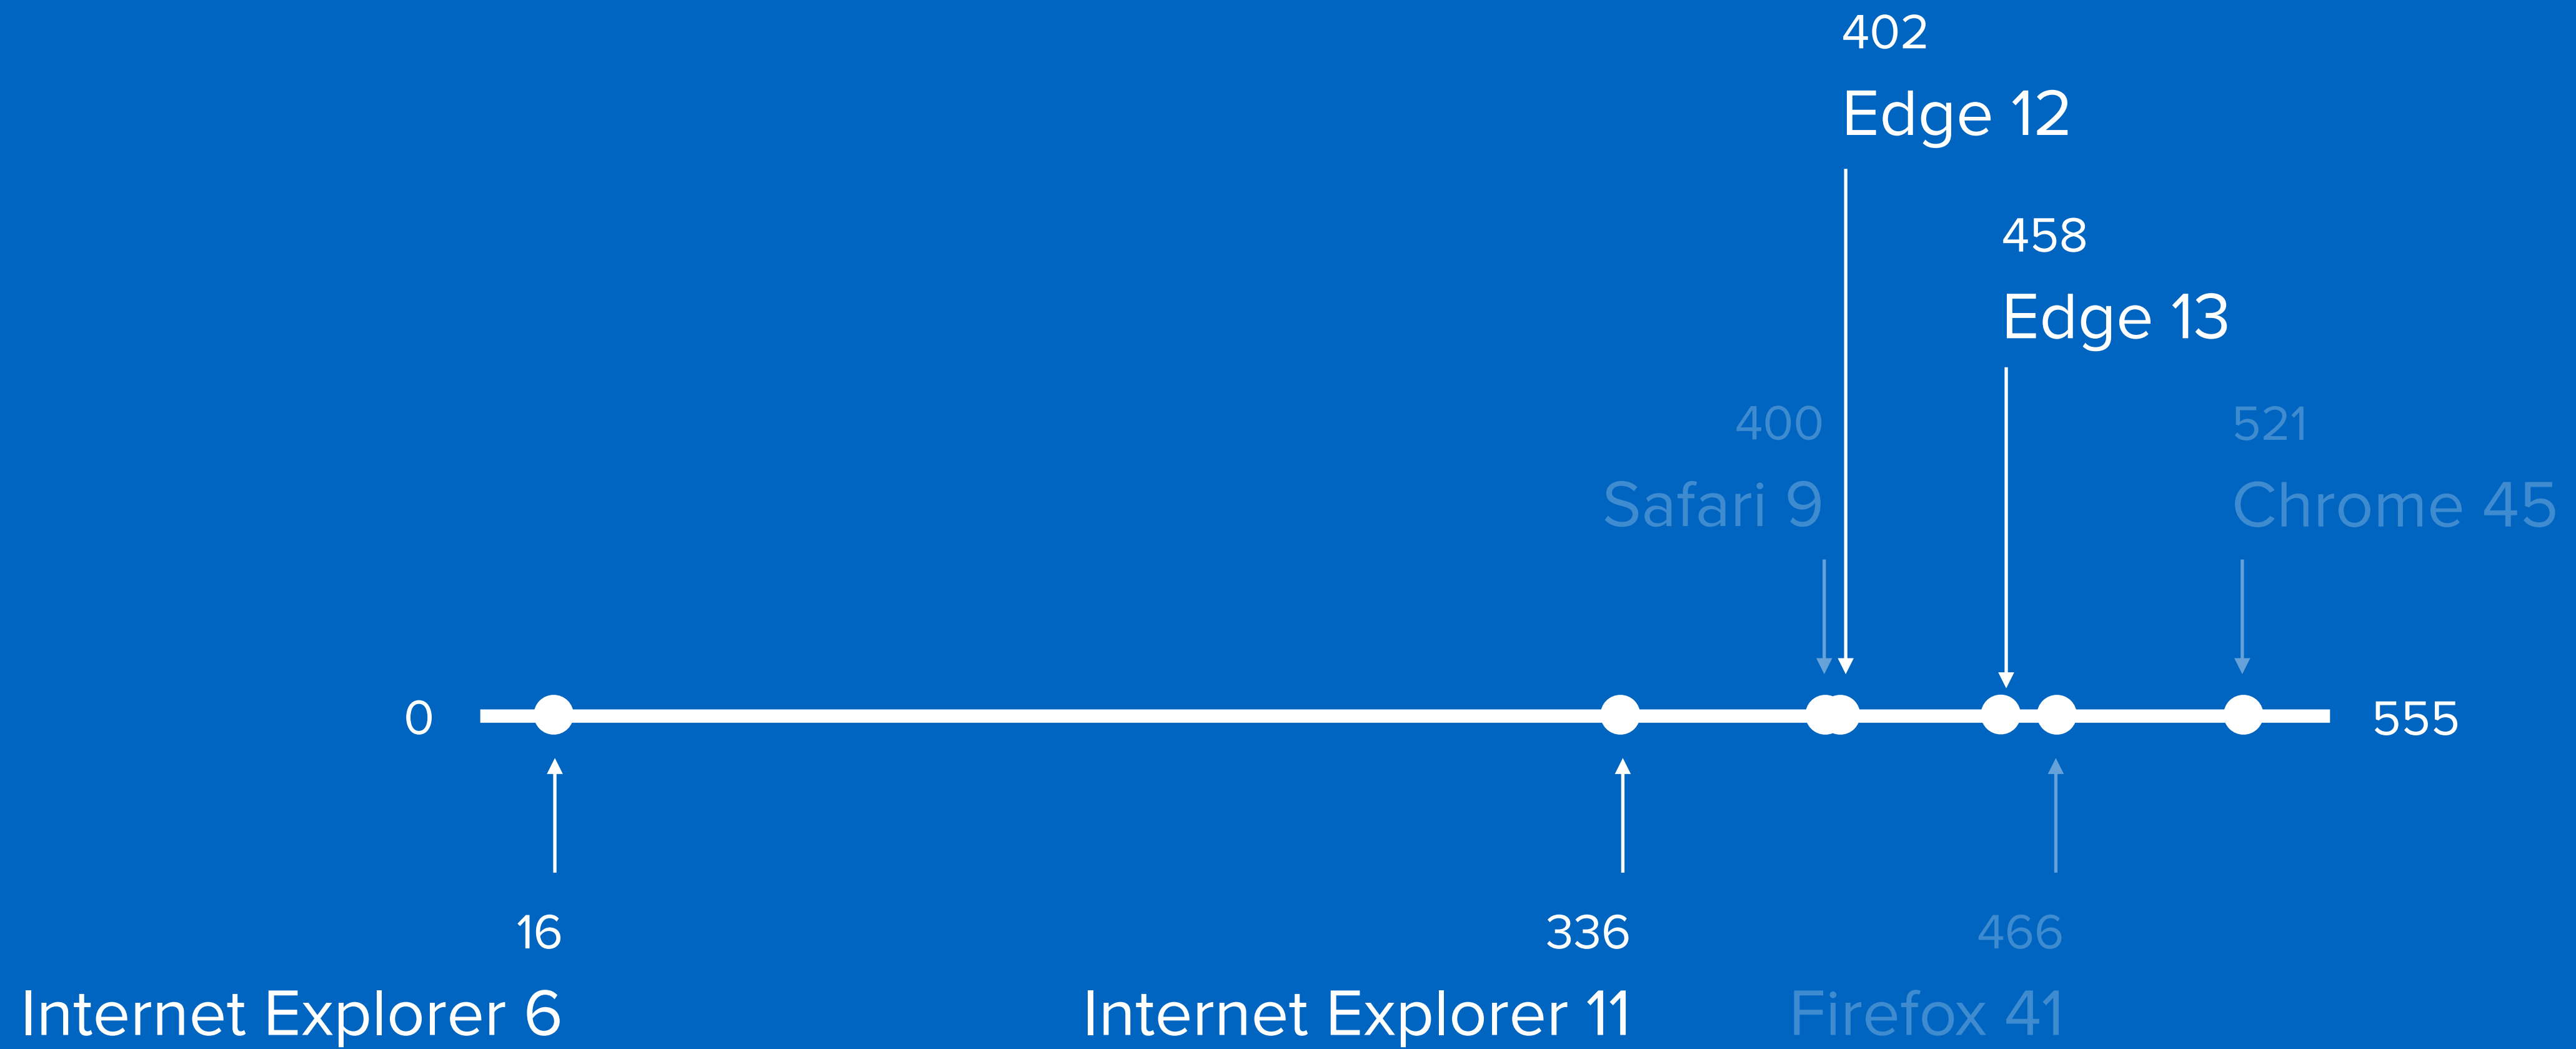 402
Edge 12
458
Edge 13
400
Safari 9
521
Chrome 45
0
555
16
Internet Explorer 6
336
Internet Explorer 11
466
Firefox 41